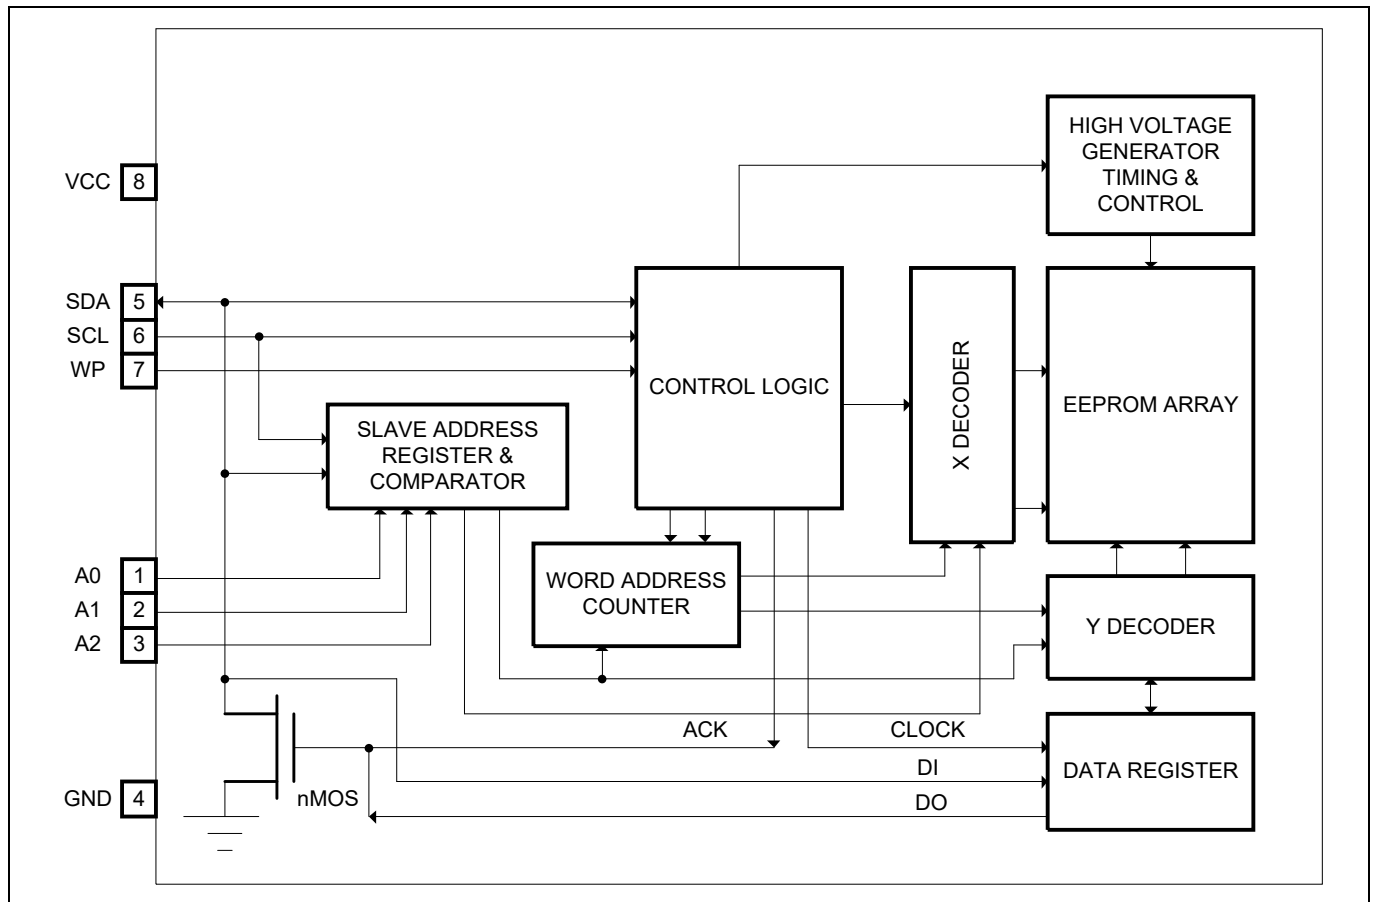 HIGH VOLTAGE
GENERATOR
TIMING &
CONTROL
VCC 8
SDA 5
SCL 6
WP 7
CONTROL LOGIC
X DECODER
EEPROM ARRAY
SLAVE ADDRESS
REGISTER &
COMPARATOR
A0 1
A1 2
A2 3
WORD ADDRESS
COUNTER
Y DECODER
ACK
CLOCK
DI
DATA REGISTER
GND 4
nMOS
DO